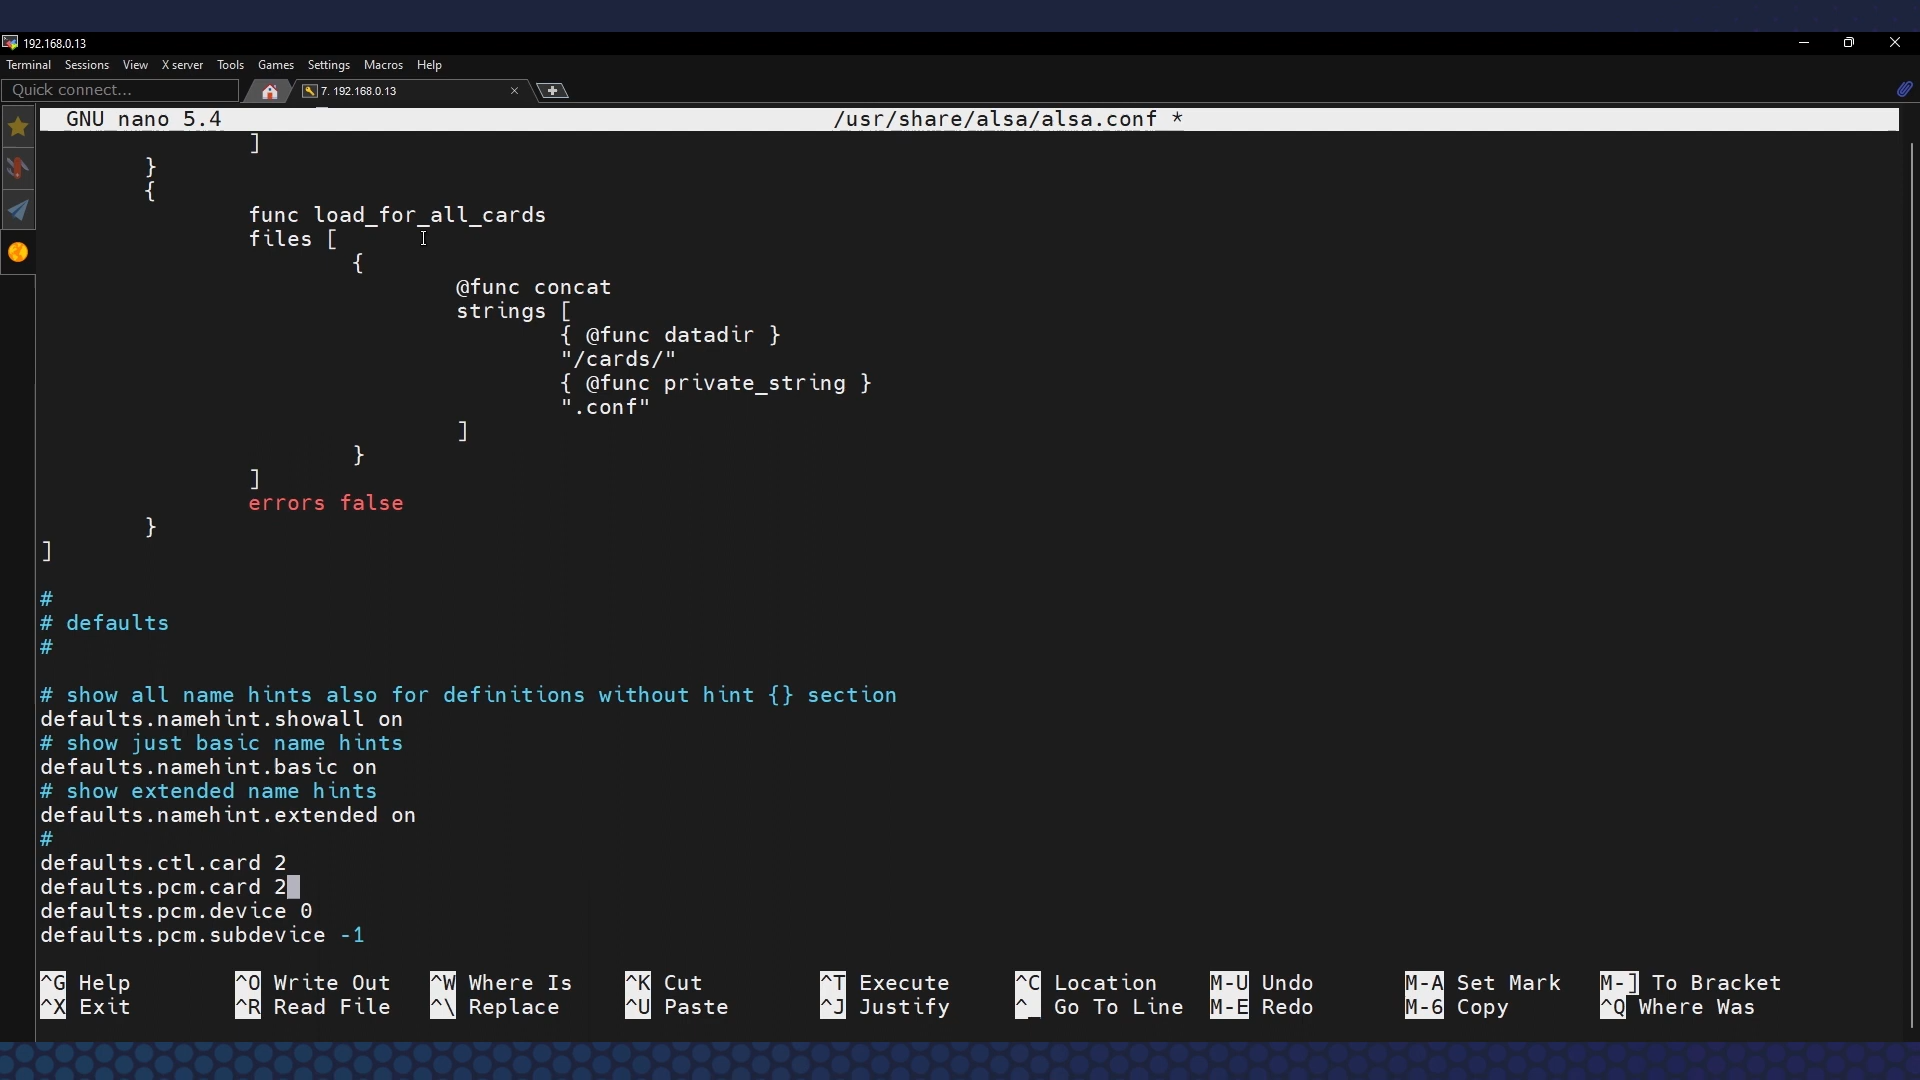 192.168.0.13
Terminal Sessions View X server Tools Games Settings Macros Help
Quick connect...
7. 192.168.0.13
GNU nano 5.4 /usr/share/alsa/alsa.conf *
]
}
{
func load_for_all_cards
files [
{
@func concat
strings [
{ @func datadir }
"/cards/"
{ @func private_string }
".conf"
]
}
]
errors false
}
]
#
# defaults
#
# show all name hints also for definitions without hint {} section
defaults.namehint.showall on
# show just basic name hints
defaults.namehint.basic on
# show extended name hints
defaults.namehint.extended on
#
defaults.ctl.card 2
defaults.pcm.card 2
defaults.pcm.device 0
defaults.pcm.subdevice -1
^G Help ^O Write Out ^W Where Is ^K Cut ^T Execute ^C Location M-U Undo M-A Set Mark M-] To Bracket
^X Exit ^R Read File ^\ Replace ^U Paste ^J Justify ^_ Go To Line M-E Redo M-6 Copy ^Q Where Was